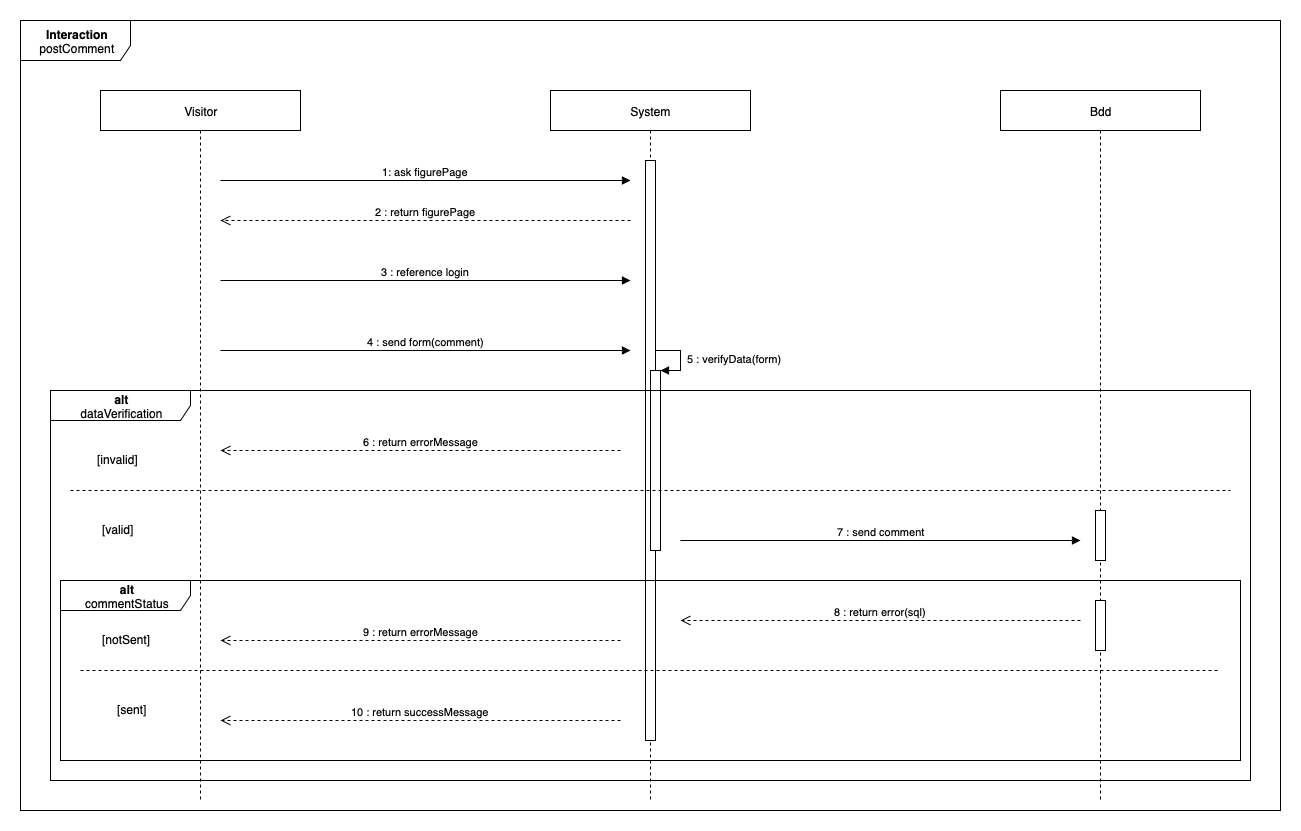 Interaction
postComment
Visitor
System
Bdd
1: ask figurePage
2 : return figurePage
3 : reference login
4 : send form(comment)
5 : verifyData(form)
alt
dataVerification
6 : return errorMessage
[invalid]
[valid]
7 : send comment
alt
commentStatus
8 : return error(sql)
9 : return errorMessage
[notSent]
[sent]
10 : return successMessage